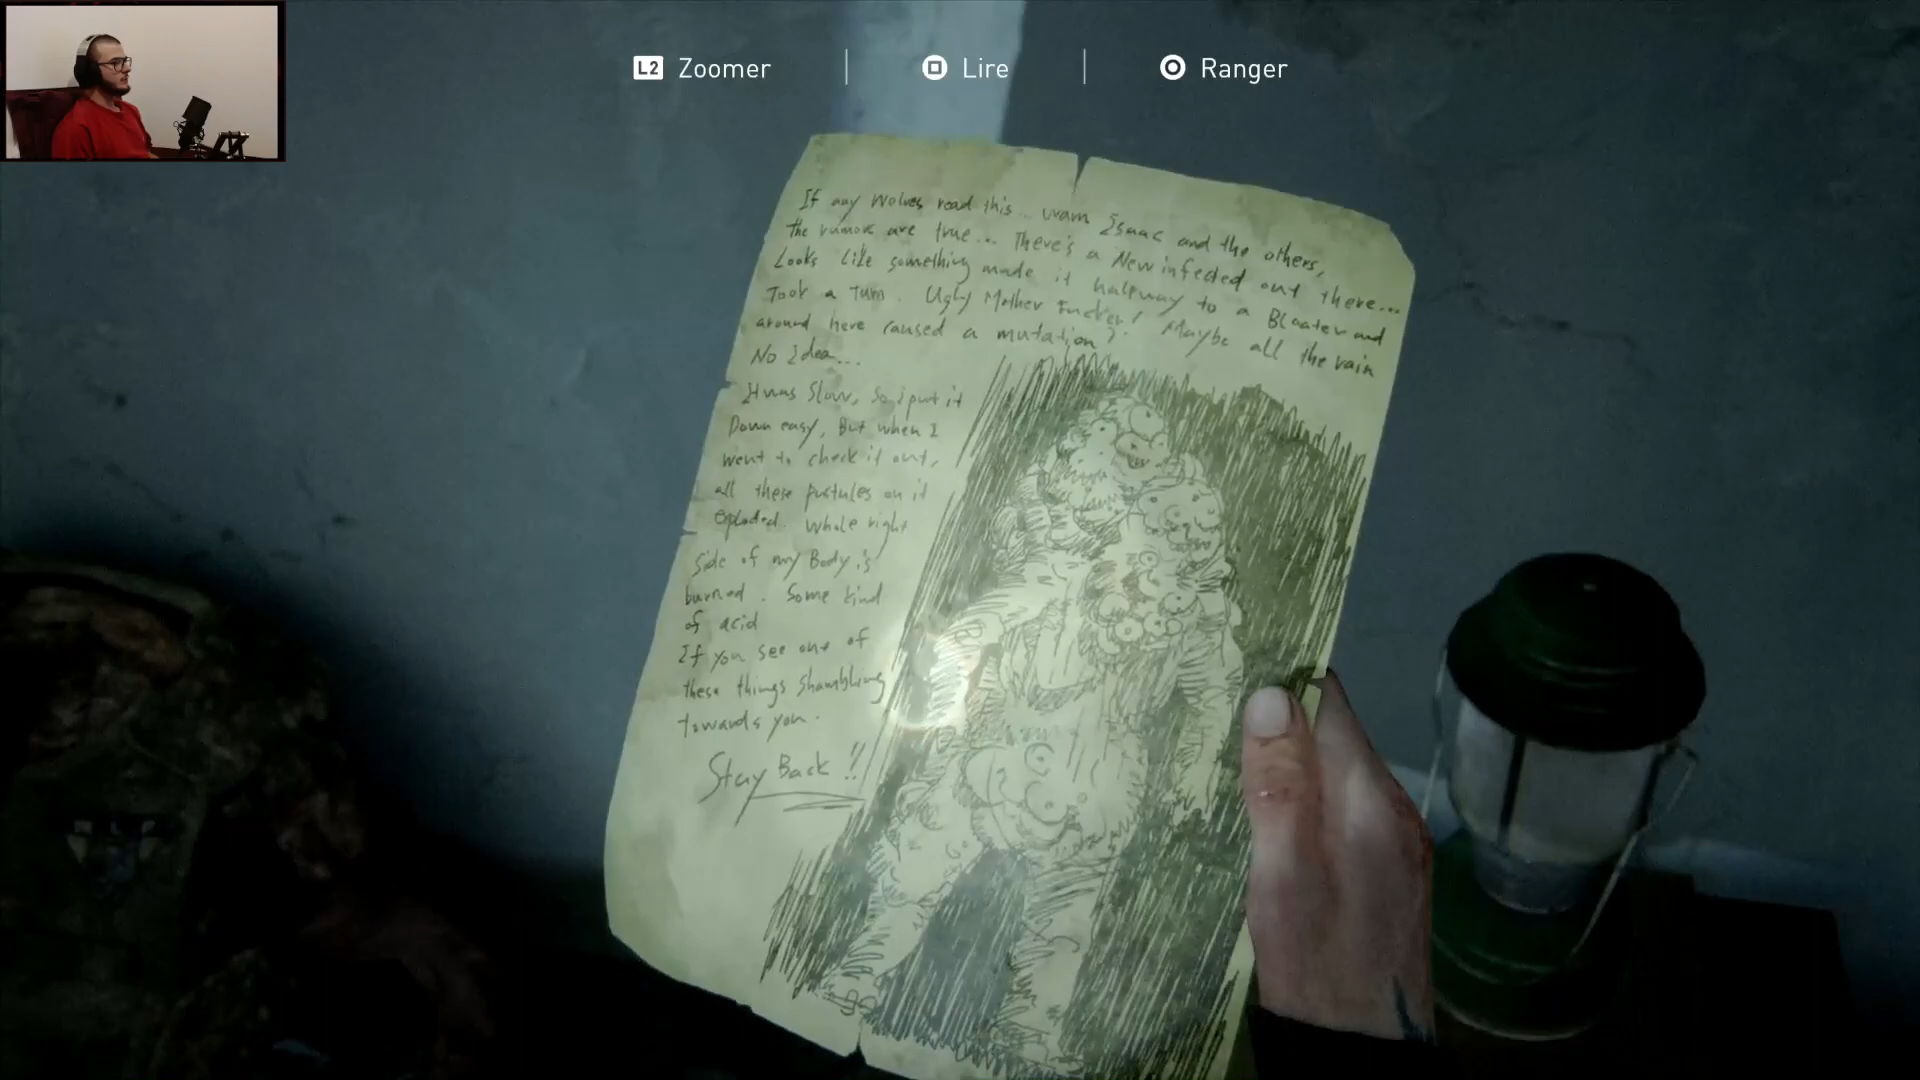 L2 Zoomer
Lire
Ranger
If any Wolves read this.. warn Isaac and the others,
the rumors are true... There's a New infected out there...
Looks like something made it halfway to a Bloater and
Took a Turn. Ugly Mother Fucker! Maybe all the rain
around here caused a mutation?
No Idea...
It was Slow, So i put it
Down easy, But when I
went to check it out,
all these pustules on it
exploded. Whole right
side of my Body is
burned. Some kind
of acid
If you see one of
these things shambling
towards you.
Stay Back !!